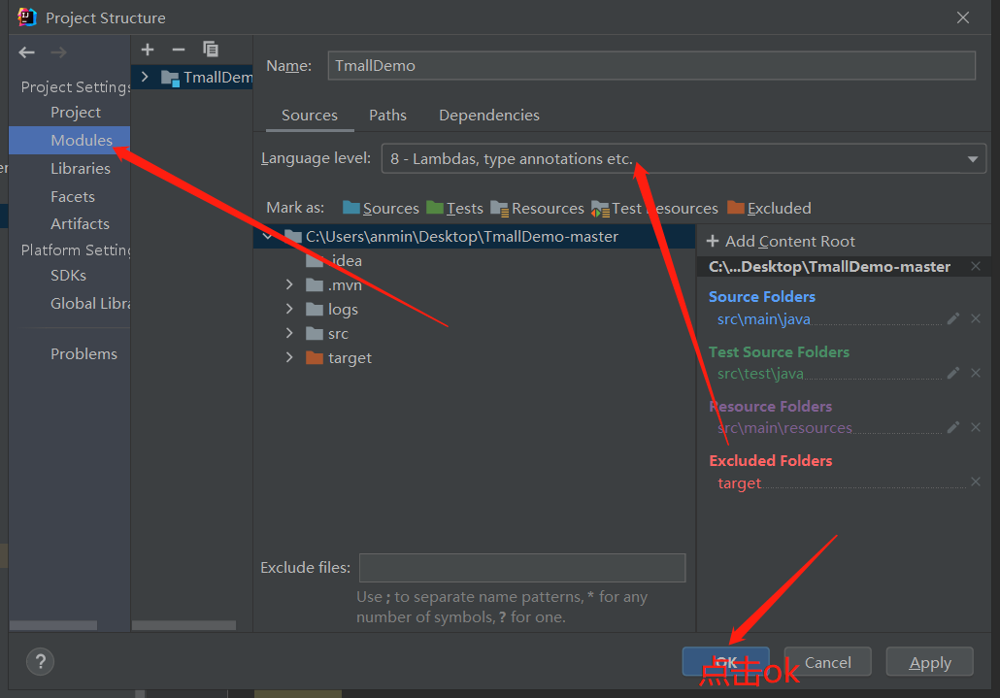 Project Structure
Project Settings
Project
Modules
Libraries
Facets
Artifacts
Platform Setting
SDKs
Global Libra
Problems
TmallDem
Name:
TmallDemo
Sources
Paths
Dependencies
Language level:
8 - Lambdas, type annotations etc.
Mark as:
Sources
Tests
Resources
Test Resources
Excluded
C:\Users\anmin\Desktop\TmallDemo-master
.idea
.mvn
logs
src
target
Add Content Root
C:\...Desktop\TmallDemo-master
Source Folders
src\main\java
Test Source Folders
src\test\java
Resource Folders
src\main\resources
Excluded Folders
target
Exclude files:
Use ; to separate name patterns, * for any
number of symbols, ? for one.
?
OK
点击ok
Cancel
Apply